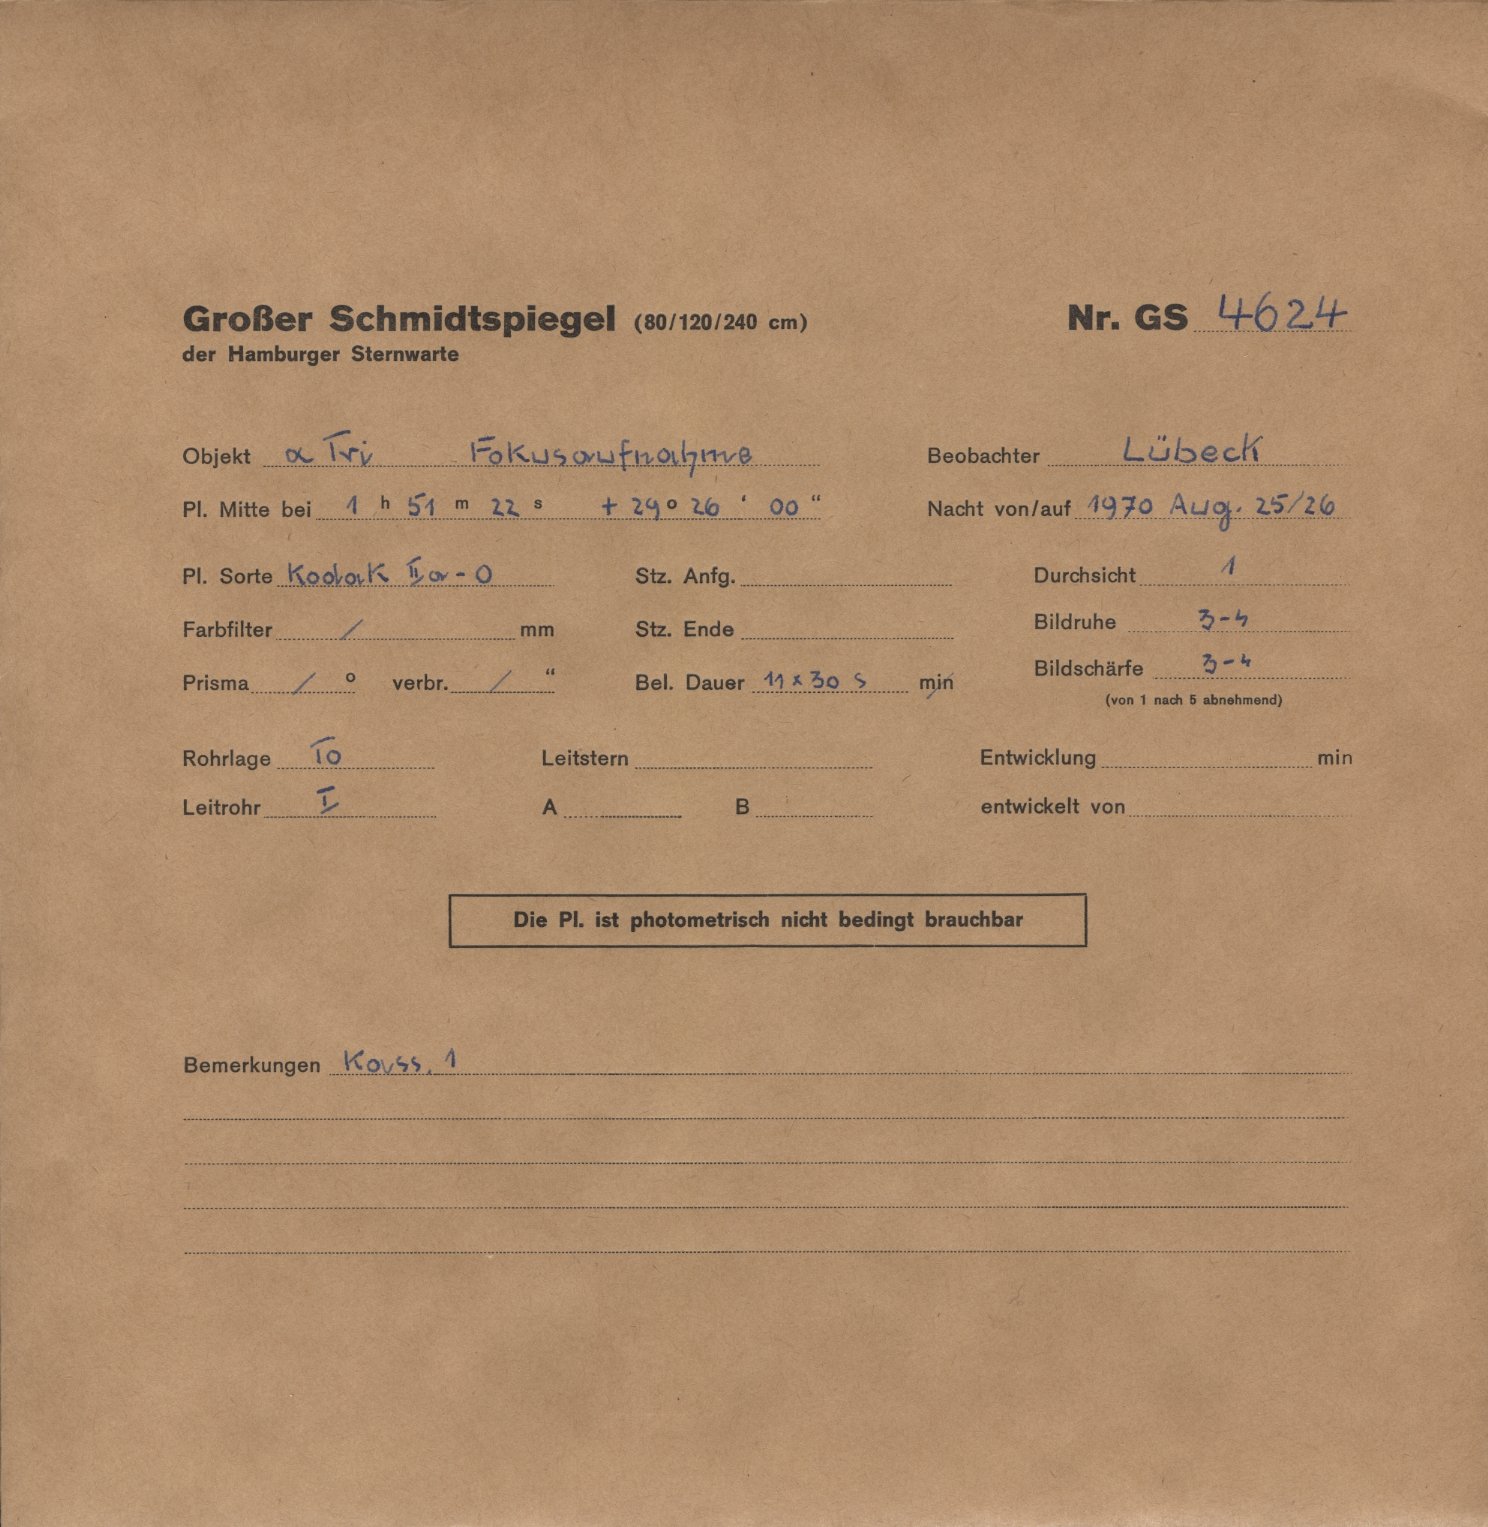 Großer Schmidtspiegel (80/120/240 cm) Nr. GS 4624
der Hamburger Sternwarte
Objekt α Tri Fokusaufnahme Beobachter Lübeck
Pl. Mitte bei 1 h 51 m 22 s + 29 o 26 ‘ 00 “ Nacht von/auf 1970 Aug. 25/26
Pl. Sorte Kodak IIa-O Stz. Anfg. Durchsicht 1
Farbfilter / mm Stz. Ende Bildruhe 3-4
Prisma / o verbr. / “ Bel. Dauer 11 x 30 s min Bildschärfe 3-4
(von 1 nach 5 abnehmend)
Rohrlage To Leitstern Entwicklung min
Leitrohr I A B entwickelt von
Die Pl. ist photometrisch nicht bedingt brauchbar
Bemerkungen Kass. 1